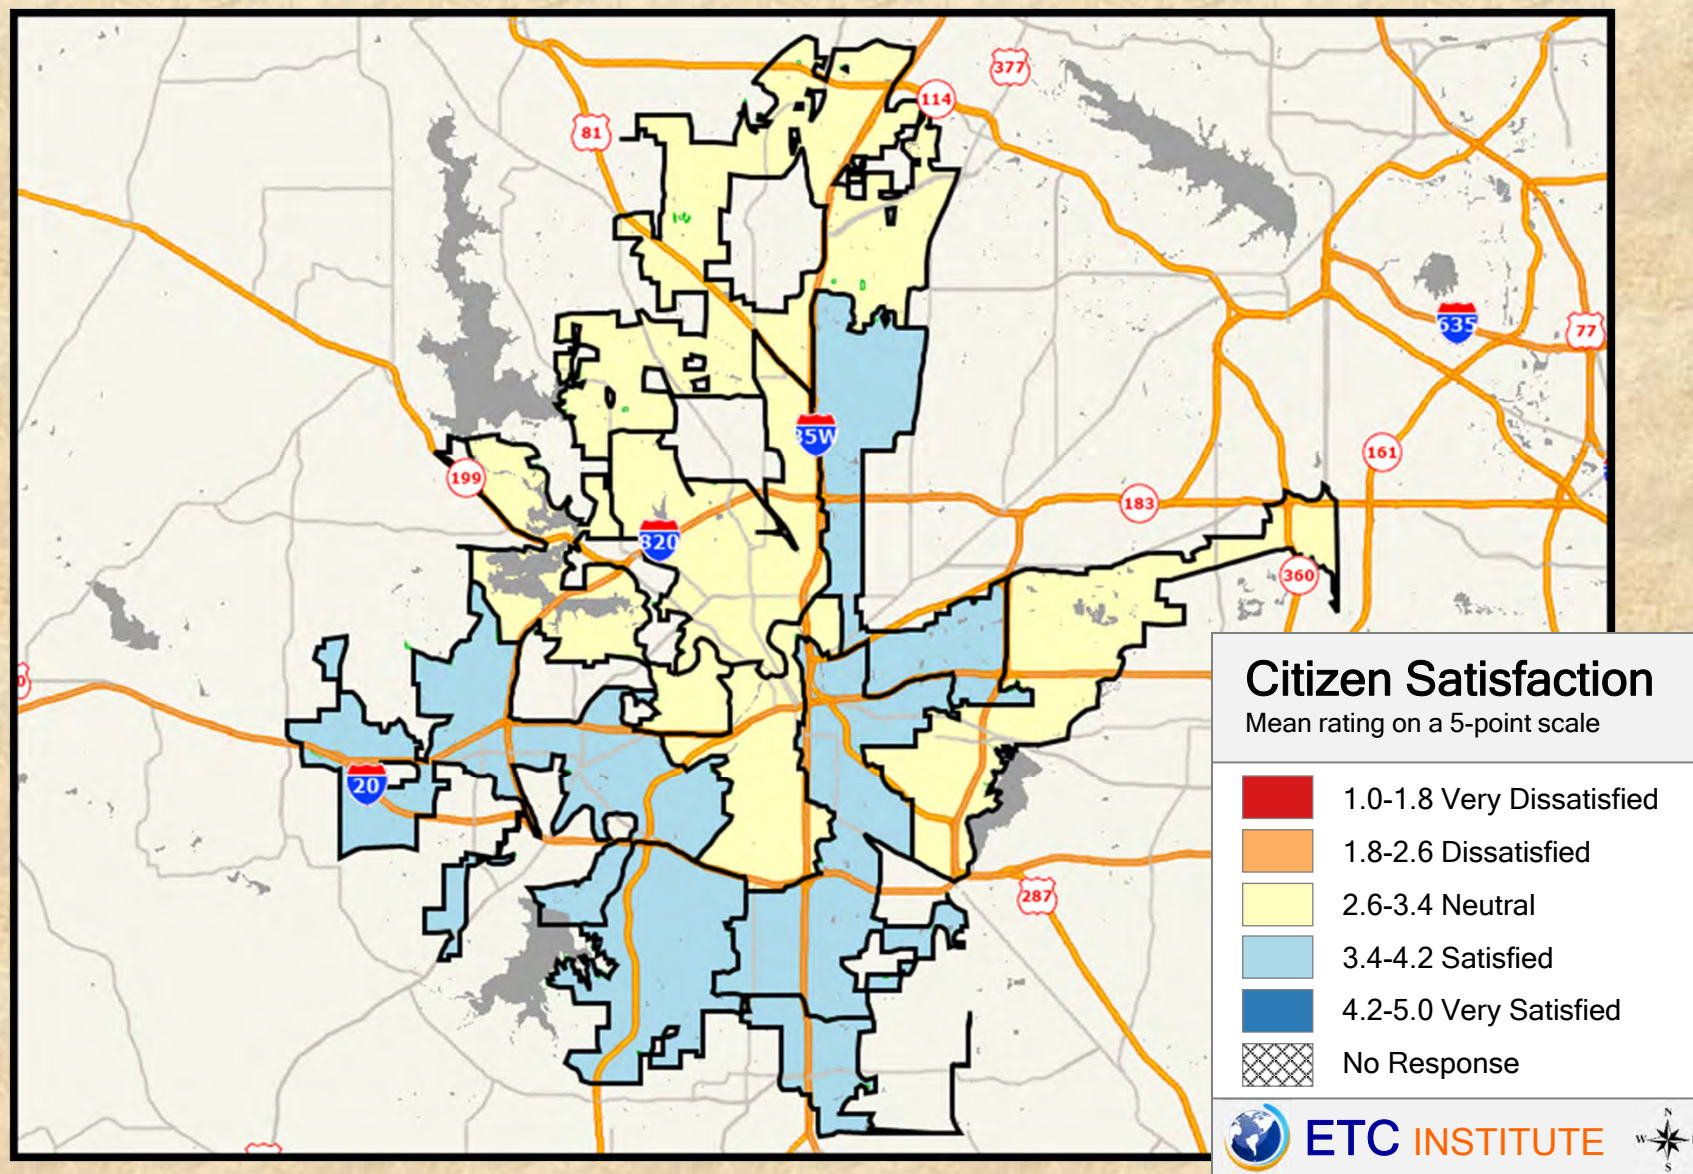 377
114
81
635
77
35W
161
199
183
820
360
Citizen Satisfaction
Mean rating on a 5-point scale
20
1.0-1.8 Very Dissatisfied
1.8-2.6 Dissatisfied
287
2.6-3.4 Neutral
3.4-4.2 Satisfied
4.2-5.0 Very Satisfied
No Response
ETC INSTITUTE
N
W
S